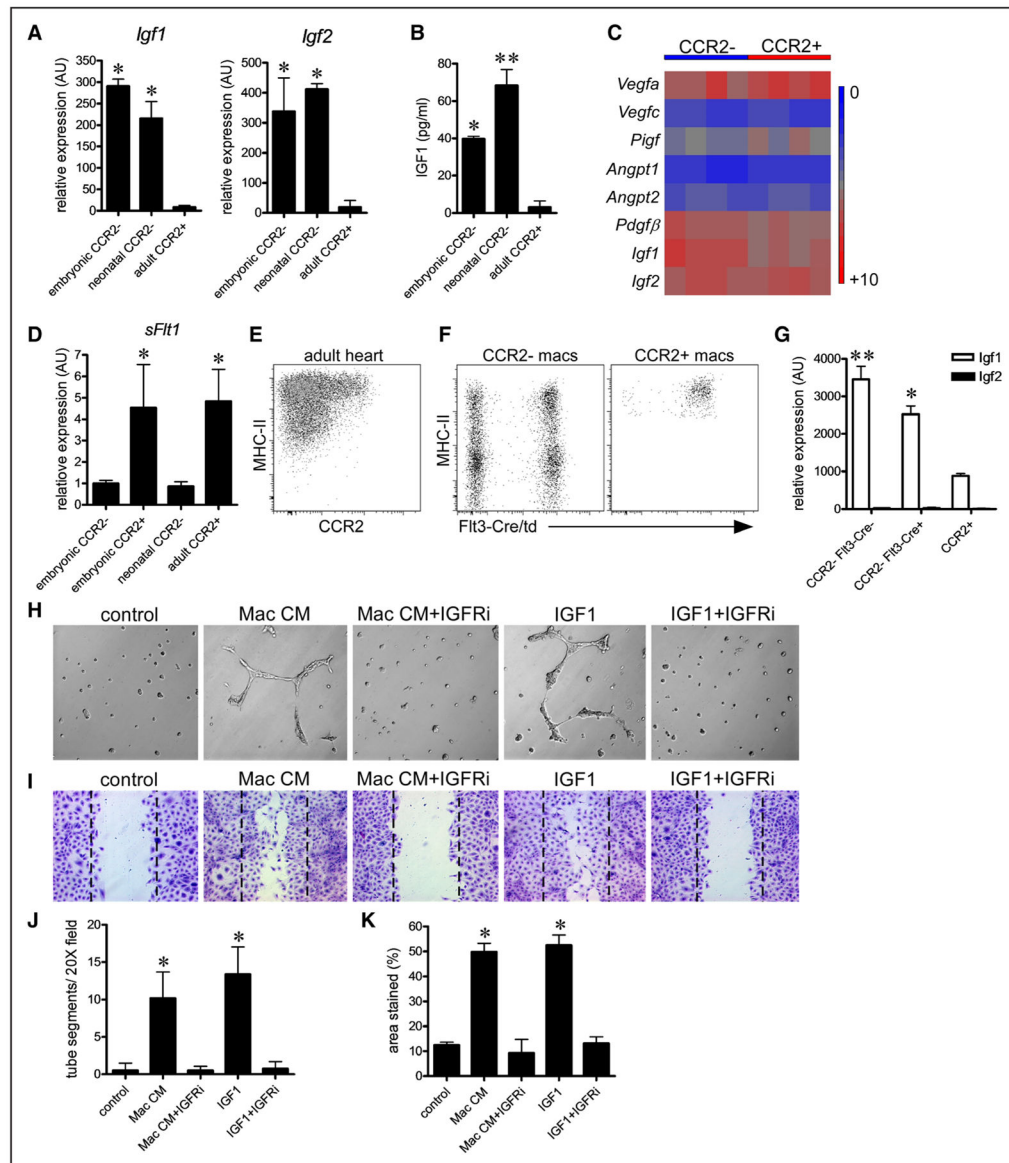 A
Igf1
relative expression (AU)
350
300
250
200
150
100
50
0
*
*
embryonic CCR2-
neonatal CCR2-
adult CCR2+
Igf2
relative expression (AU)
500
400
300
200
100
0
*
*
embryonic CCR2-
neonatal CCR2-
adult CCR2+
B
IGF1 (pg/ml)
80
60
40
20
0
*
**
embryonic CCR2-
neonatal CCR2-
adult CCR2+
C
CCR2- CCR2+
Vegfa
Vegfc
Pigf
Angpt1
Angpt2
Pdgfβ
Igf1
Igf2
0
+10
D
sFlt1
relatiove expression (AU)
7
6
5
4
3
2
1
0
*
*
embryonic CCR2-
embryonic CCR2+
neonatal CCR2-
adult CCR2+
E
adult heart
MHC-II
CCR2
F
CCR2- macs
CCR2+ macs
MHC-II
Flt3-Cre/td
G
relative expression (AU)
4000
3000
2000
1000
0
**
*
Igf1
Igf2
CCR2- Flt3-Cre-
CCR2- Flt3-Cre+
CCR2+
H
control
Mac CM
Mac CM+IGFRi
IGF1
IGF1+IGFRi
I
control
Mac CM
Mac CM+IGFRi
IGF1
IGF1+IGFRi
J
tube segments/ 20X field
20
15
10
5
0
*
*
control
Mac CM
Mac CM+IGFRi
IGF1
IGF1+IGFRi
K
area stained (%)
60
50
40
30
20
10
0
*
*
control
Mac CM
Mac CM+IGFRi
IGF1
IGF1+IGFRi